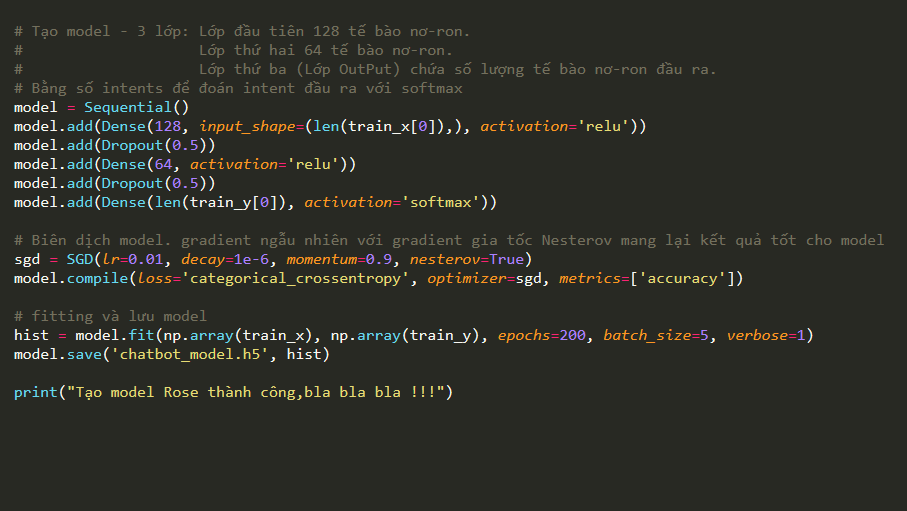 # Tạo model - 3 lớp: Lớp đầu tiên 128 tế bào nơ-ron.
#                    Lớp thứ hai 64 tế bào nơ-ron.
#                    Lớp thứ ba (Lớp OutPut) chứa số lượng tế bào nơ-ron đầu ra.
# Bằng số intents để đoán intent đầu ra với softmax
model = Sequential()
model.add(Dense(128, input_shape=(len(train_x[0]),), activation='relu'))
model.add(Dropout(0.5))
model.add(Dense(64, activation='relu'))
model.add(Dropout(0.5))
model.add(Dense(len(train_y[0]), activation='softmax'))

# Biên dịch model. gradient ngẫu nhiên với gradient gia tốc Nesterov mang lại kết quả tốt cho model
sgd = SGD(lr=0.01, decay=1e-6, momentum=0.9, nesterov=True)
model.compile(loss='categorical_crossentropy', optimizer=sgd, metrics=['accuracy'])

# fitting và lưu model
hist = model.fit(np.array(train_x), np.array(train_y), epochs=200, batch_size=5, verbose=1)
model.save('chatbot_model.h5', hist)

print("Tạo model Rose thành công,bla bla bla !!!")